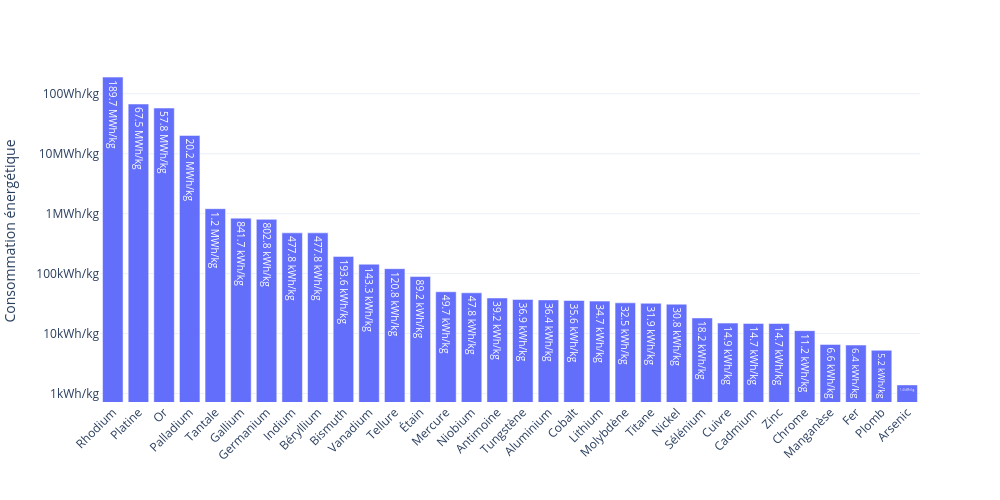 Consommation énergétique
100Wh/kg
10MWh/kg
1MWh/kg
100kWh/kg
10kWh/kg
1kWh/kg
189.7 MWh/kg
67.5 MWh/kg
57.8 MWh/kg
20.2 MWh/kg
1.2 MWh/kg
841.7 kWh/kg
802.8 kWh/kg
477.8 kWh/kg
477.8 kWh/kg
193.6 kWh/kg
143.3 kWh/kg
120.8 kWh/kg
89.2 kWh/kg
49.7 kWh/kg
47.8 kWh/kg
39.2 kWh/kg
36.9 kWh/kg
36.4 kWh/kg
35.6 kWh/kg
34.7 kWh/kg
32.5 kWh/kg
31.9 kWh/kg
30.8 kWh/kg
18.2 kWh/kg
14.9 kWh/kg
14.7 kWh/kg
14.7 kWh/kg
11.2 kWh/kg
6.6 kWh/kg
6.4 kWh/kg
5.2 kWh/kg
Rhodium
Platine
Or
Palladium
Tantale
Gallium
Germanium
Indium
Béryllium
Bismuth
Vanadium
Tellure
Étain
Mercure
Niobium
Antimoine
Tungstène
Aluminium
Cobalt
Lithium
Molybdène
Titane
Nickel
Sélénium
Cuivre
Cadmium
Zinc
Chrome
Manganèse
Fer
Plomb
Arsenic